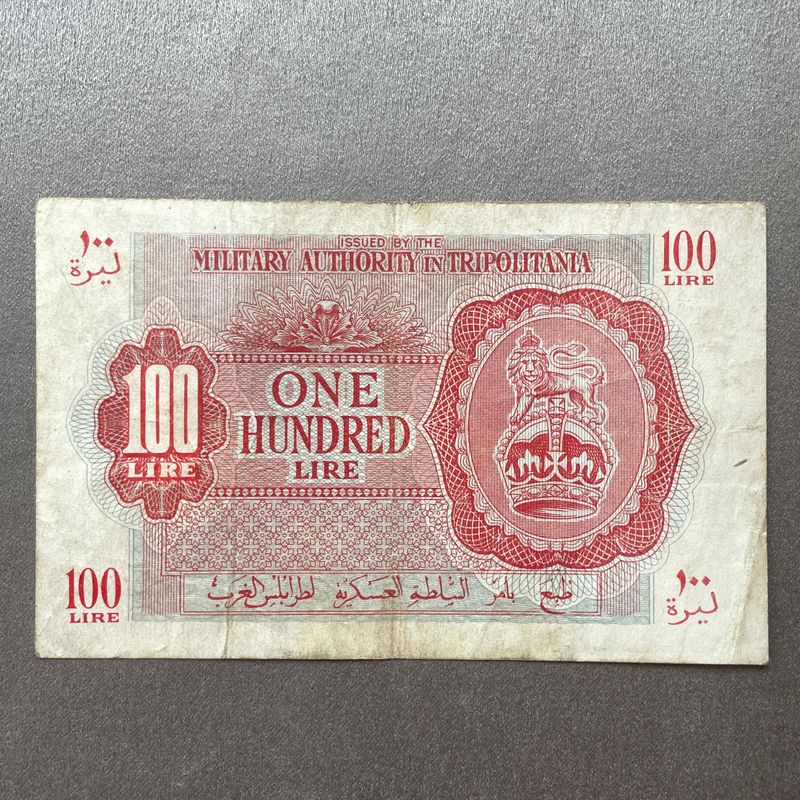 ١٠٠
ليرة
ISSUED BY THE
MILITARY AUTHORITY IN TRIPOLITANIA
100
LIRE
100
LIRE
ONE
HUNDRED
LIRE
100
LIRE
طبع بامر السلطة العسكرية لطرابلس الغرب
١٠٠
ليرة